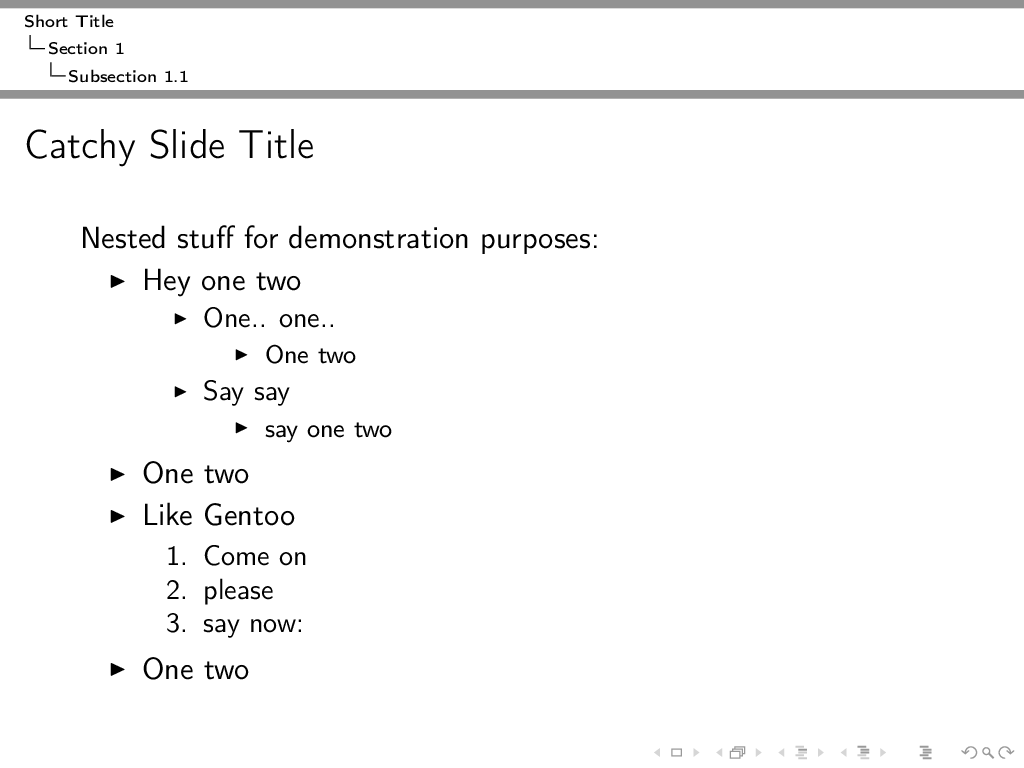 Short Title
Section 1
Subsection 1.1
Catchy Slide Title
Nested stuff for demonstration purposes:
Hey one two
One.. one..
One two
Say say
say one two
One two
Like Gentoo
1. Come on
2. please
3. say now:
One two